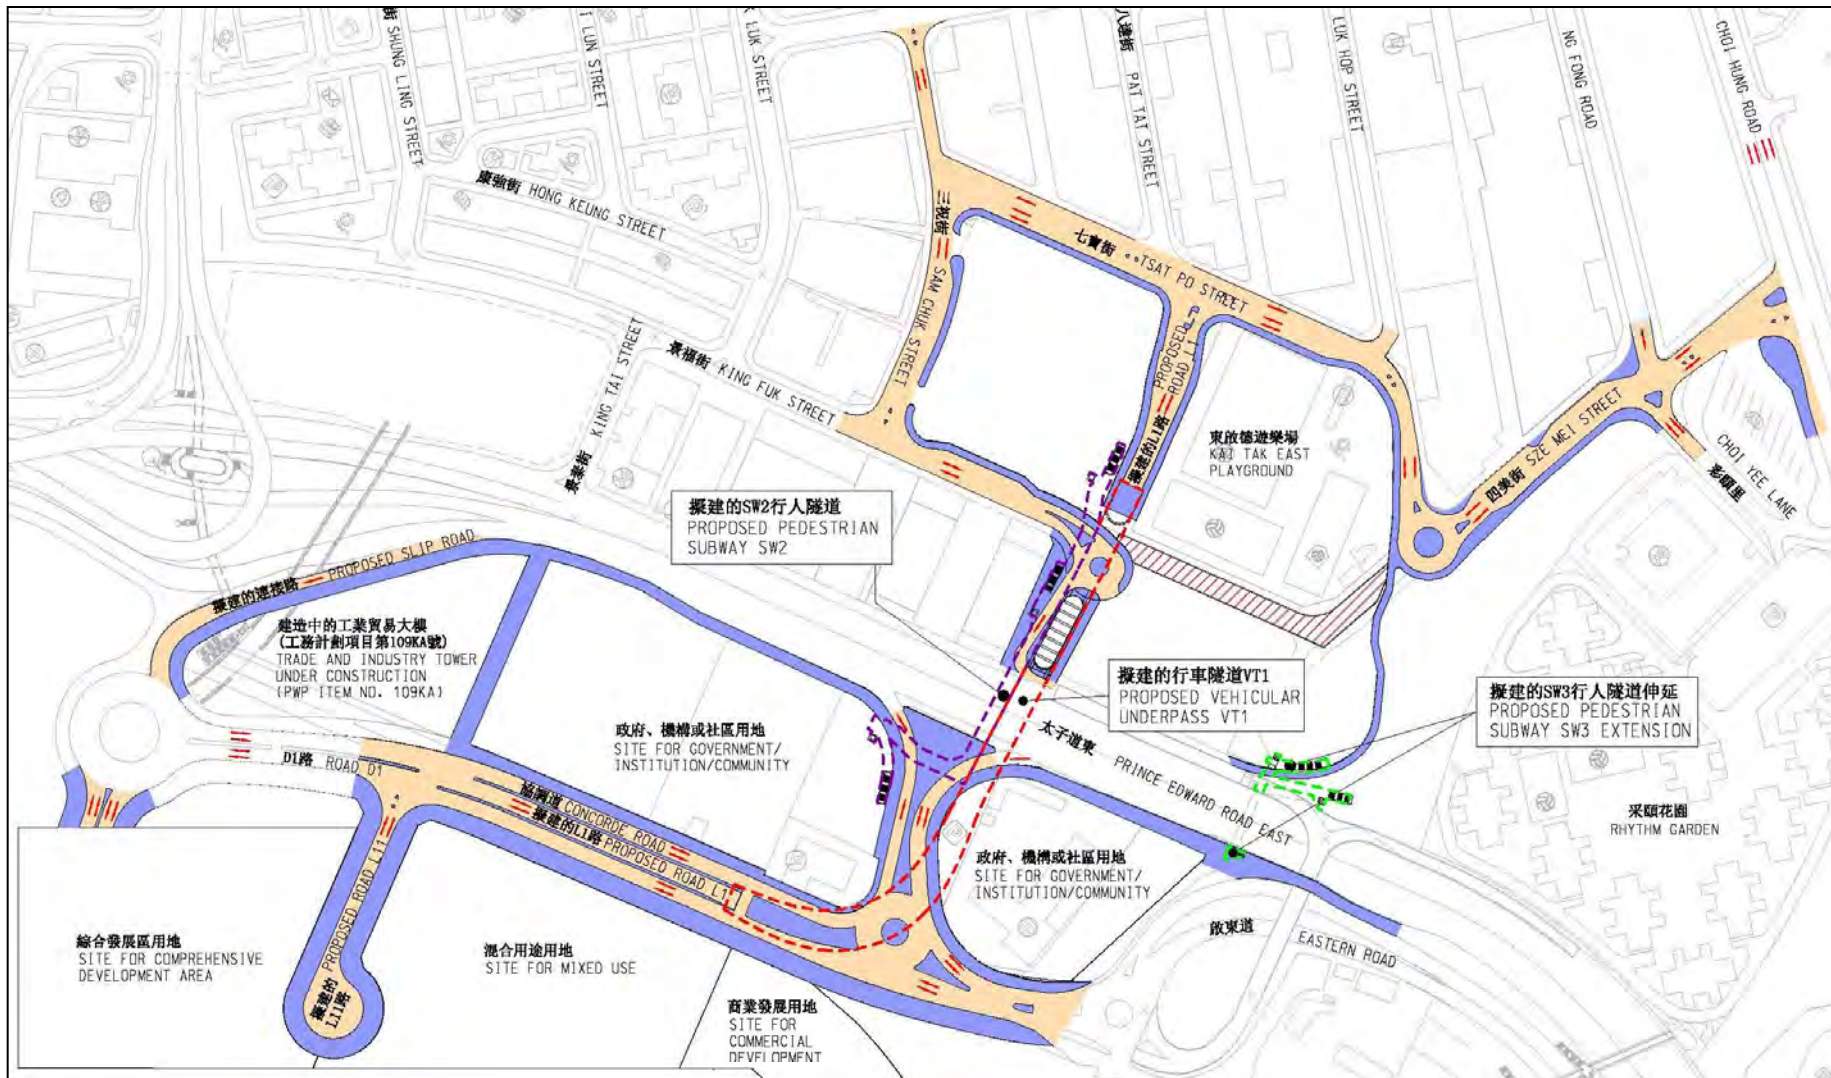 街 SHUNG LING STREET
I LUN STREET
K LUK STREET
八達街 PAT TAT STREET
LUK HOP STREET
NG FONG ROAD
CHOI HUNG ROAD
康強街 HONG KEUNG STREET
三祝街
SAM CHUK STREET
七寶街 TSAT PO STREET
景泰街 KING TAI STREET
景福街 KING FUK STREET
PROPOSED
ROAD L1
擬建的L1路
東啟德遊樂場
KAI TAK EAST
PLAYGROUND
四美街 SZE MEI STREET
CHOI YEE LANE
彩頤里
擬建的SW2行人隧道
PROPOSED PEDESTRIAN
SUBWAY SW2
擬建的連接路 PROPOSED SLIP ROAD
建造中的工業貿易大樓
(工務計劃項目第109KA號)
TRADE AND INDUSTRY TOWER
UNDER CONSTRUCTION
(PWP ITEM NO. 109KA)
擬建的行車隧道VT1
PROPOSED VEHICULAR
UNDERPASS VT1
擬建的SW3行人隧道伸延
PROPOSED PEDESTRIAN
SUBWAY SW3 EXTENSION
政府、機構或社區用地
SITE FOR GOVERNMENT/
INSTITUTION/COMMUNITY
太子道東 PRINCE EDWARD ROAD EAST
D1路 ROAD D1
協調道 CONCORDE ROAD
擬建的L1路 PROPOSED ROAD L1
采頤花園
RHYTHM GARDEN
政府、機構或社區用地
SITE FOR GOVERNMENT/
INSTITUTION/COMMUNITY
擬建的 PROPOSED ROAD L11
L11路
啟東道 EASTERN ROAD
綜合發展區用地
SITE FOR COMPREHENSIVE
DEVELOPMENT AREA
混合用途用地
SITE FOR MIXED USE
商業發展用地
SITE FOR
COMMERCIAL
DEVELOPMENT